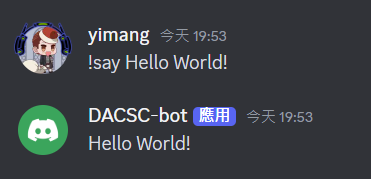 yimang 今天 19:53
!say Hello World!
DACSC-bot 應用 今天 19:53
Hello World!